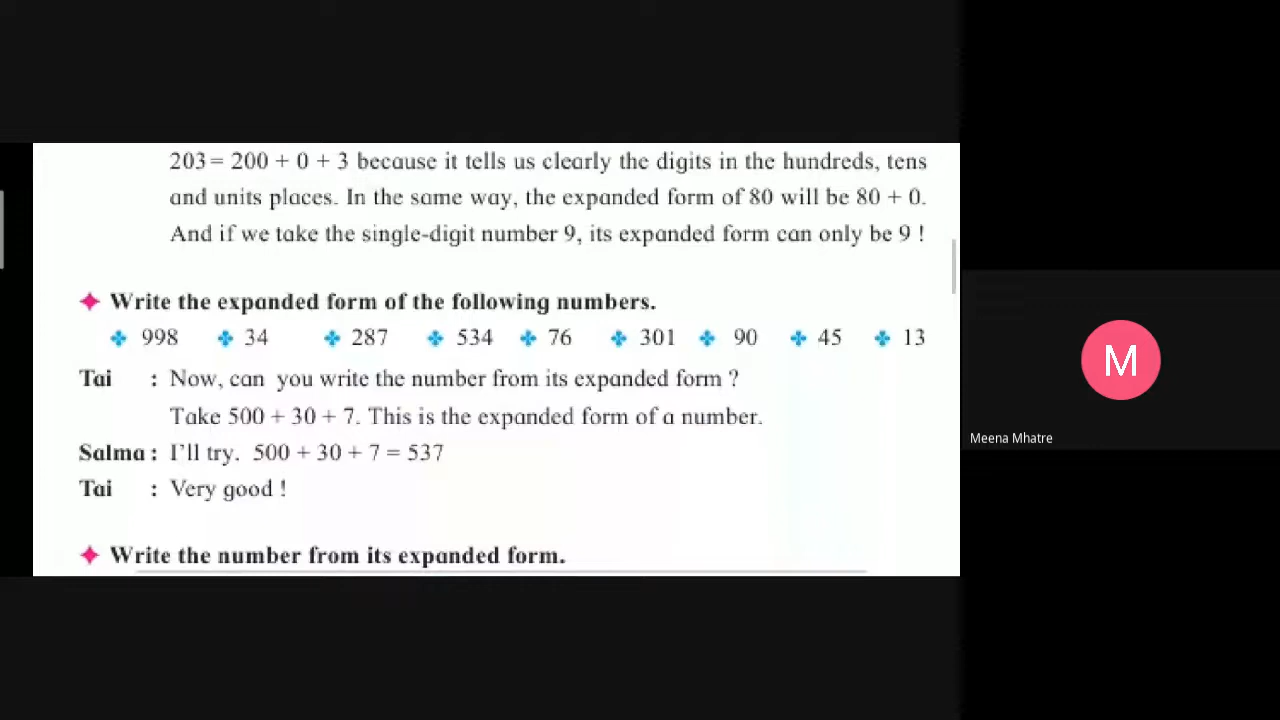 203 = 200 + 0 + 3 because it tells us clearly the digits in the hundreds, tens
and units places. In the same way, the expanded form of 80 will be 80 + 0.
And if we take the single-digit number 9, its expanded form can only be 9 !
Write the expanded form of the following numbers.
998 34 287 534 76 301 90 45 13
Tai : Now, can you write the number from its expanded form ?
Take 500 + 30 + 7. This is the expanded form of a number.
Salma : I'll try. 500 + 30 + 7 = 537
Tai : Very good !
Write the number from its expanded form.
M
Meena Mhatre